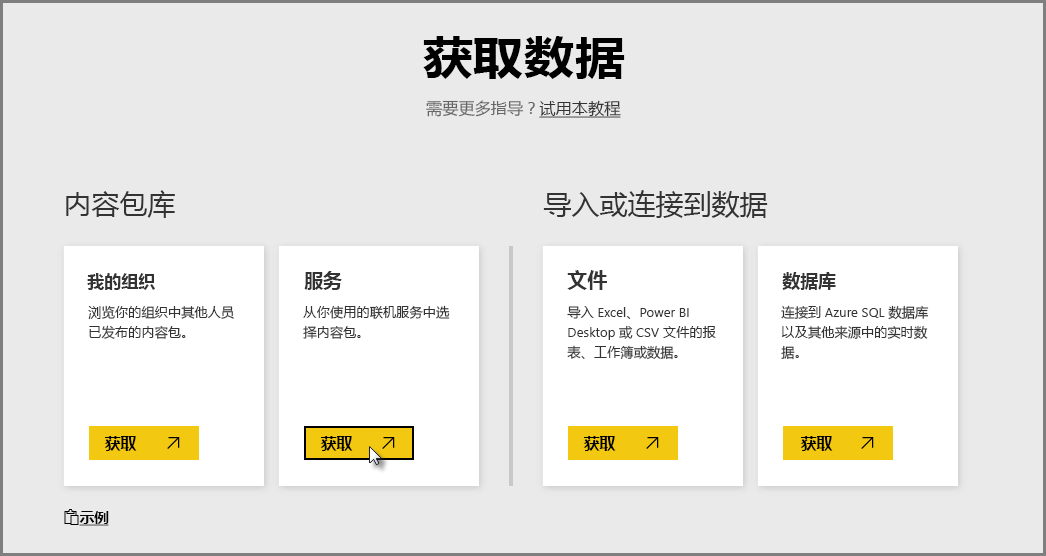 获取数据
需要更多指导？试用本教程
内容包库
我的组织
浏览你的组织中其他人员
已发布的内容包。
获取
服务
从你使用的联机服务中选
择内容包。
获取
导入或连接到数据
文件
导入 Excel、Power BI
Desktop 或 CSV 文件的报
表、工作簿或数据。
获取
数据库
连接到 Azure SQL 数据库
以及其他来源中的实时数
据。
获取
示例